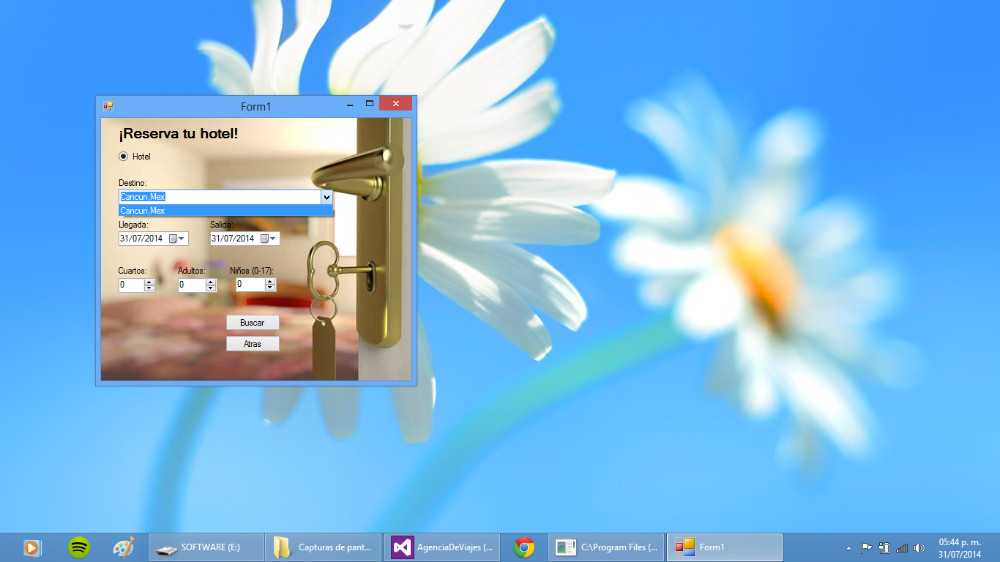 Form1
¡Reserva tu hotel!
Hotel
Destino:
Cancun,Mex
Cancun,Mex
Llegada: Salida:
31/07/2014 31/07/2014
Cuartos: Adultos: Niños (0-17):
0 0 0
Buscar
Atras
SOFTWARE (E:) Capturas de pant... AgenciaDeViajes (... C:\Program Files (... Form1
05:44 p. m.
31/07/2014